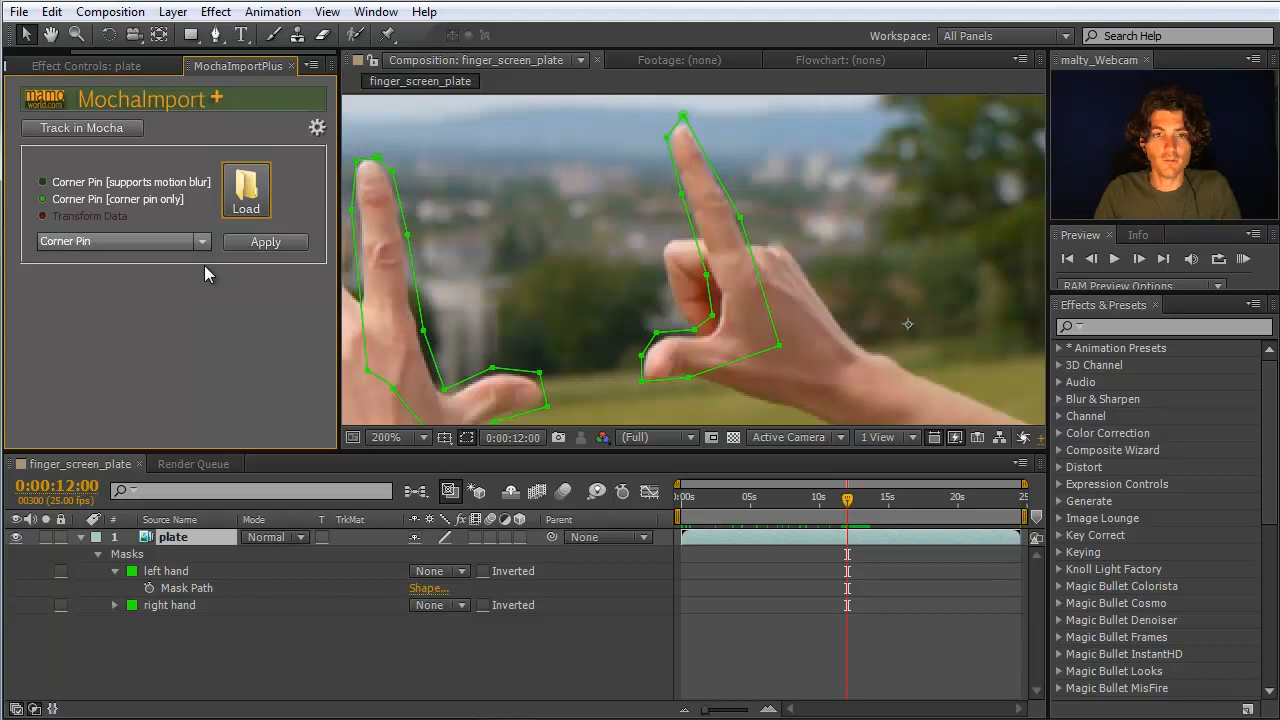 File Edit Composition Layer Effect Animation View Window Help
Workspace: All Panels Search Help
Effect Controls: plate MochaImportPlus
Composition: finger_screen_plate Footage: (none) Flowchart: (none)
malty_Webcam
finger_screen_plate
mamoworld.com MochaImport +
Track in Mocha
Corner Pin [supports motion blur]
Corner Pin [corner pin only]
Transform Data
Load
Corner Pin Apply
Preview Info
RAM Preview Options
Effects & Presets
* Animation Presets
3D Channel
Audio
Blur & Sharpen
Channel
Color Correction
Composite Wizard
Distort
Expression Controls
Generate
Image Lounge
Key Correct
Keying
Knoll Light Factory
Magic Bullet Colorista
Magic Bullet Cosmo
Magic Bullet Denoiser
Magic Bullet Frames
Magic Bullet InstantHD
Magic Bullet Looks
Magic Bullet MisFire
200% 0:00:12:00 (Full) Active Camera 1 View
finger_screen_plate Render Queue
0:00:12:00
00300 (25.00 fps)
0:00s 05s 10s 15s 20s 25
# Source Name Mode T TrkMat fx Parent
1 plate Normal None
Masks
left hand None Inverted
Mask Path Shape...
right hand None Inverted